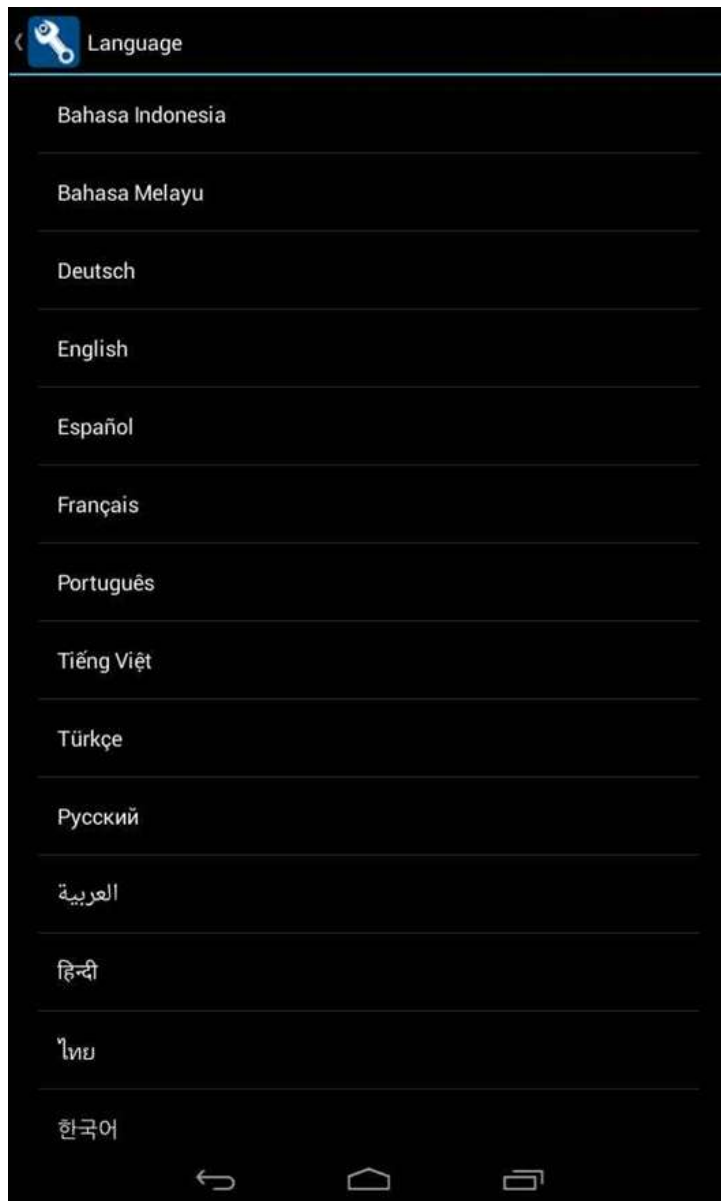 Language
Bahasa Indonesia
Bahasa Melayu
Deutsch
English
Español
Français
Português
Tiếng Việt
Türkçe
Русский
العربية
हिन्दी
ไทย
한국어